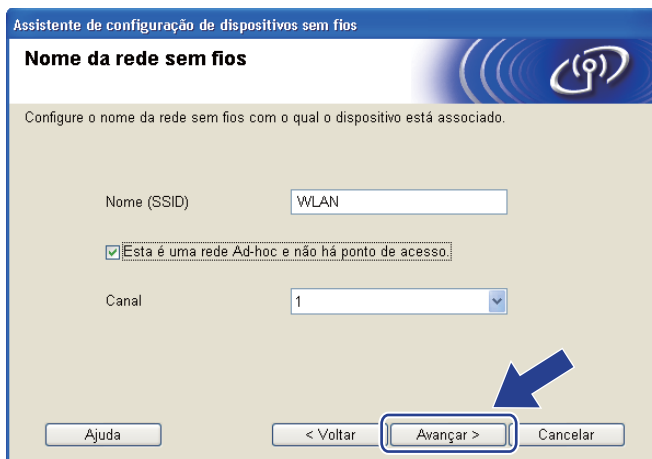 Assistente de configuração de dispositivos sem fios
Nome da rede sem fios
Configure o nome da rede sem fios com o qual o dispositivo está associado.
Nome (SSID) WLAN
Esta é uma rede Ad-hoc e não há ponto de acesso.
Canal 1
Ajuda < Voltar Avançar > Cancelar